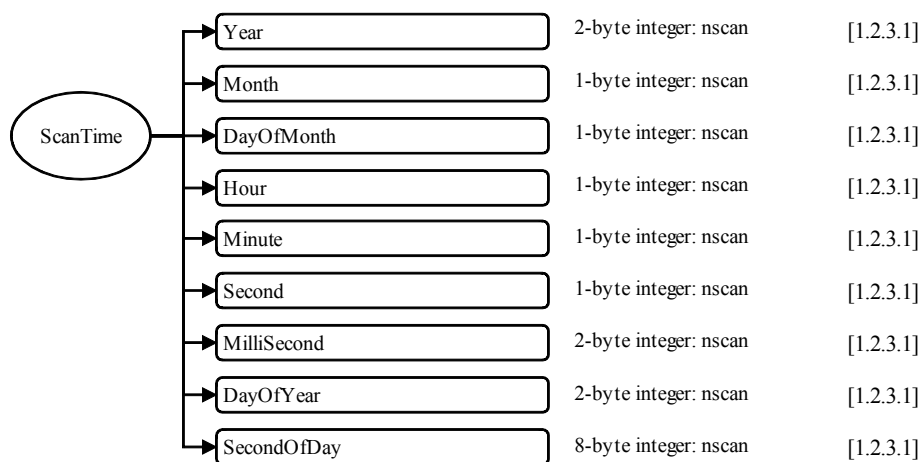 Year 2-byte integer: nscan [1.2.3.1]
Month 1-byte integer: nscan [1.2.3.1]
ScanTime DayOfMonth 1-byte integer: nscan [1.2.3.1]
Hour 1-byte integer: nscan [1.2.3.1]
Minute 1-byte integer: nscan [1.2.3.1]
Second 1-byte integer: nscan [1.2.3.1]
MilliSecond 2-byte integer: nscan [1.2.3.1]
DayOfYear 2-byte integer: nscan [1.2.3.1]
SecondOfDay 8-byte integer: nscan [1.2.3.1]